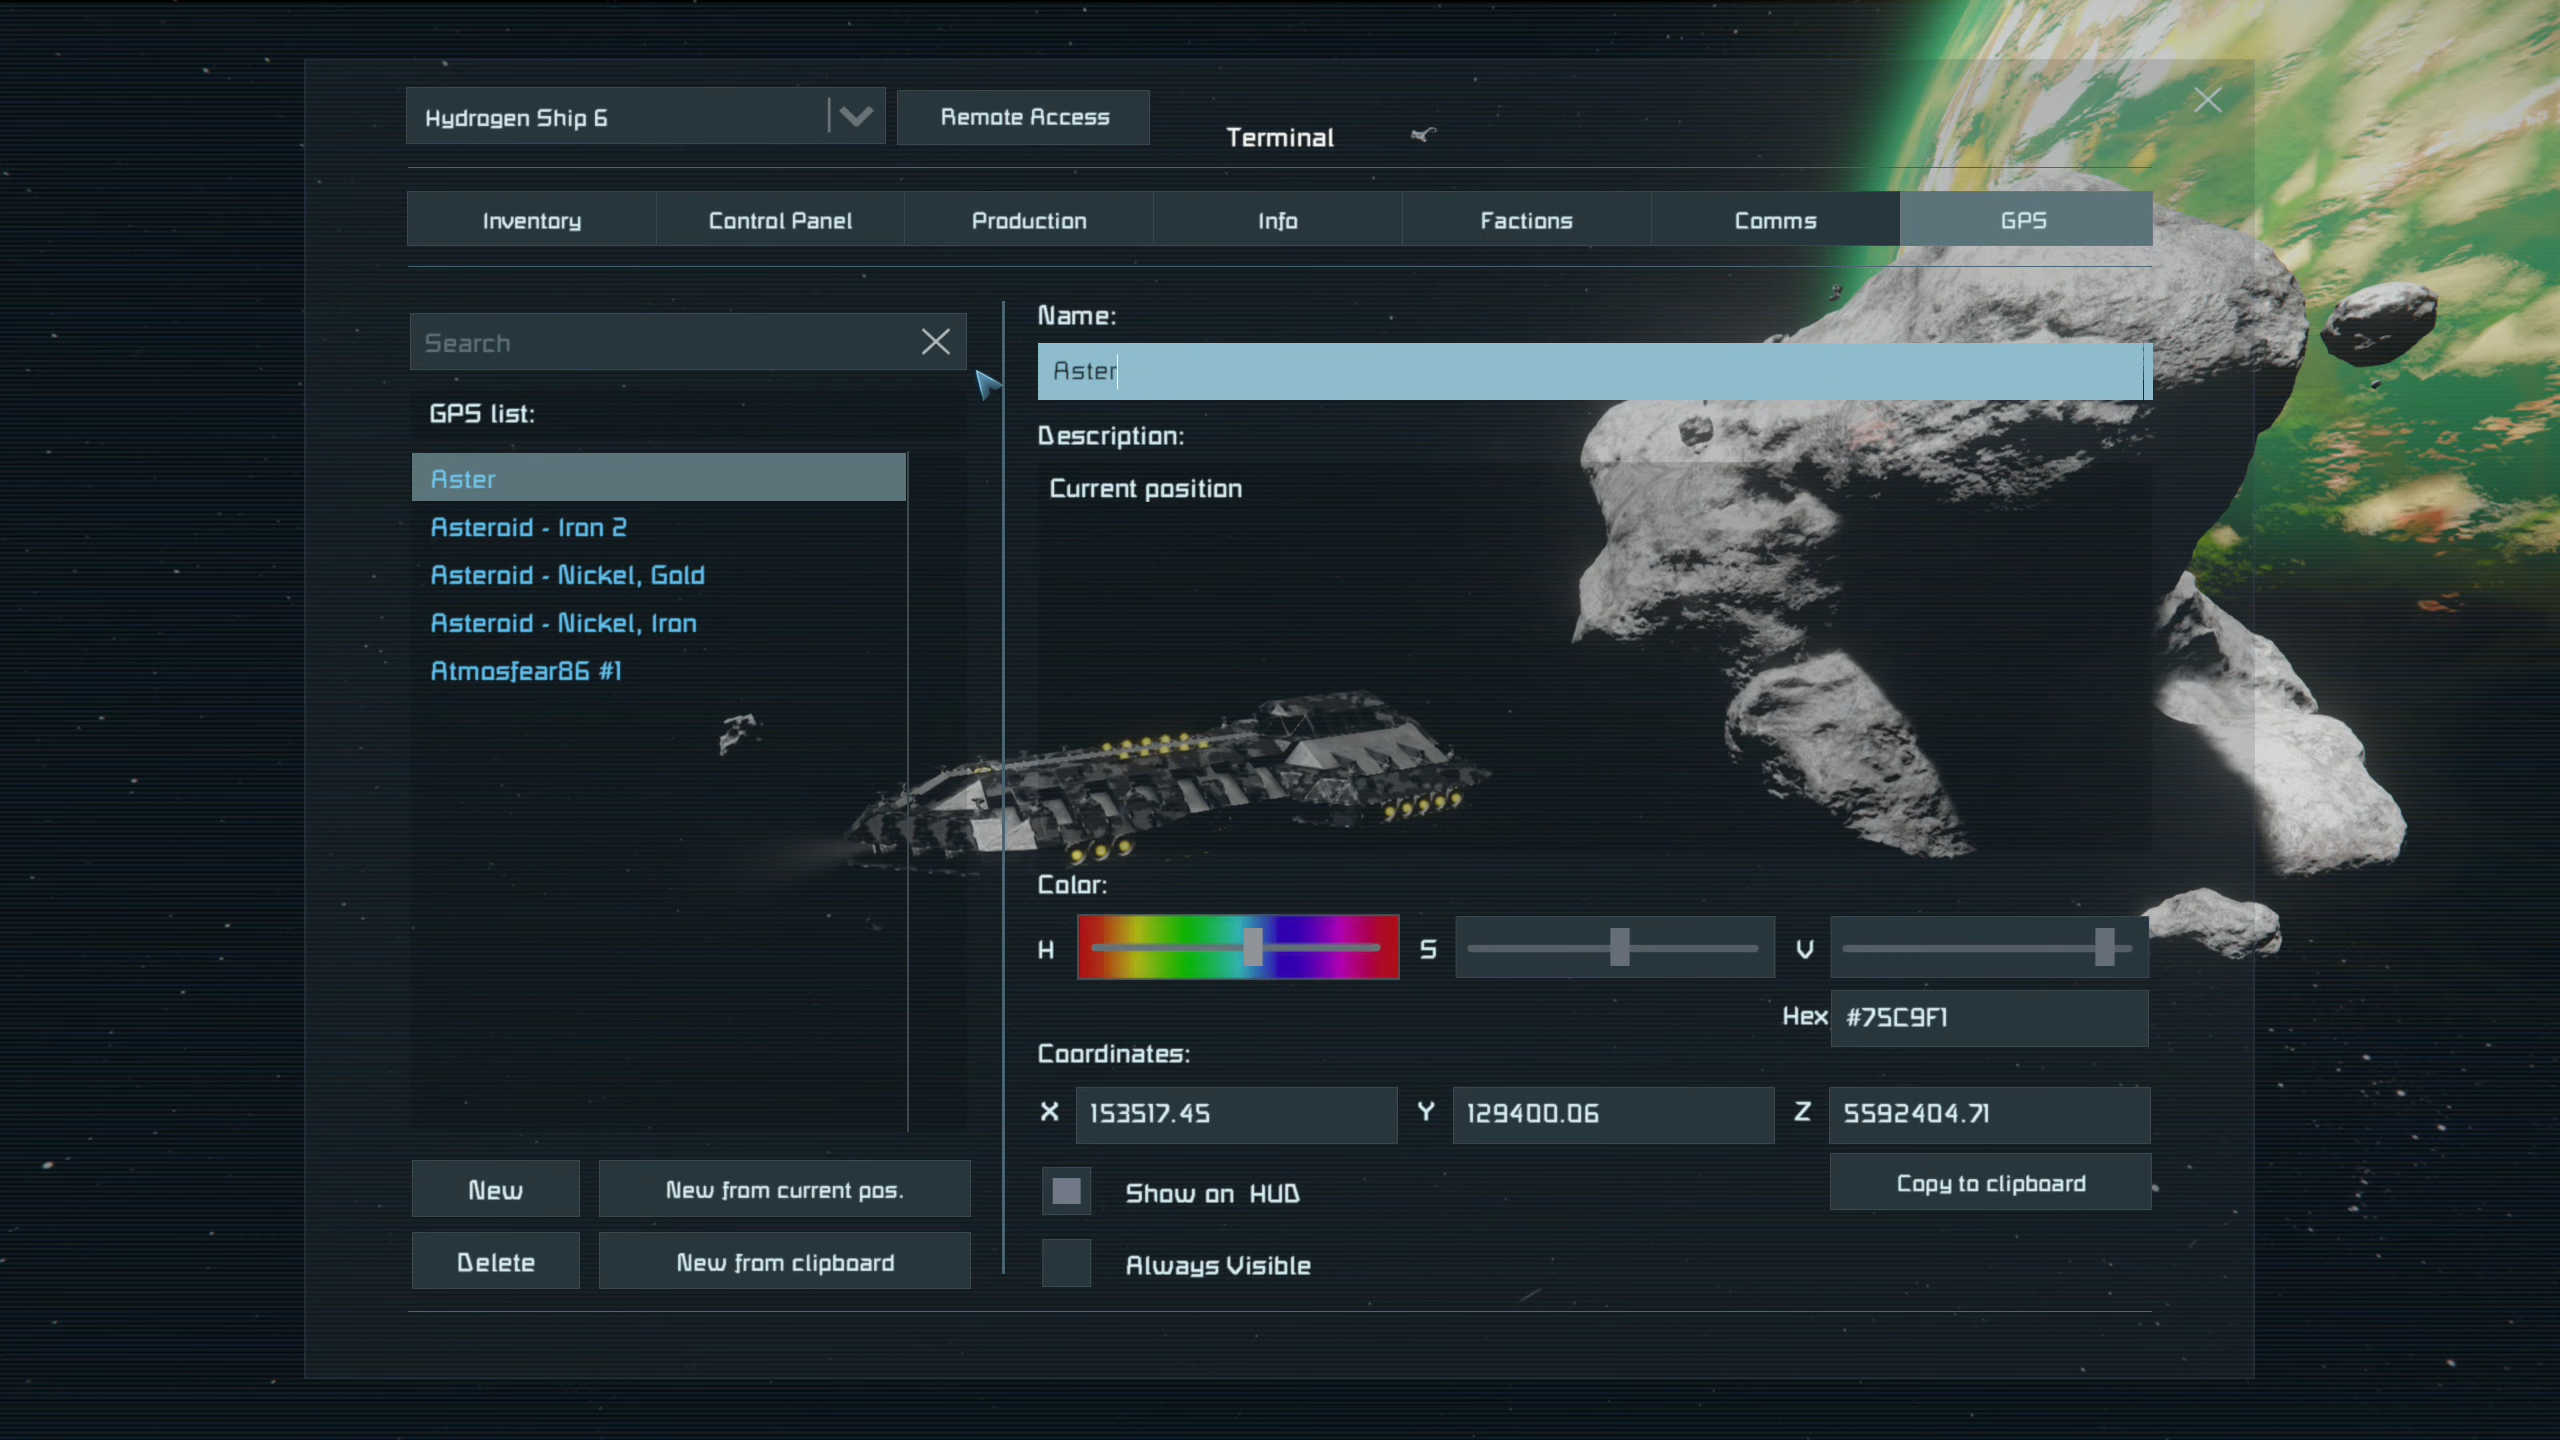 Hydrogen Ship 6
Remote Access
Terminal
Inventory
Control Panel
Production
Info
Factions
Comms
GPS
Search
GPS list:
Aster
Asteroid - Iron 2
Asteroid - Nickel, Gold
Asteroid - Nickel, Iron
Atmosfear86 #1
New
New from current pos.
Delete
New from clipboard
Name:
Aster
Description:
Current position
Color:
H
S
V
Hex #75C9F1
Coordinates:
X 153517.45
Y 129400.06
Z 5592404.71
Show on HUD
Copy to clipboard
Always Visible